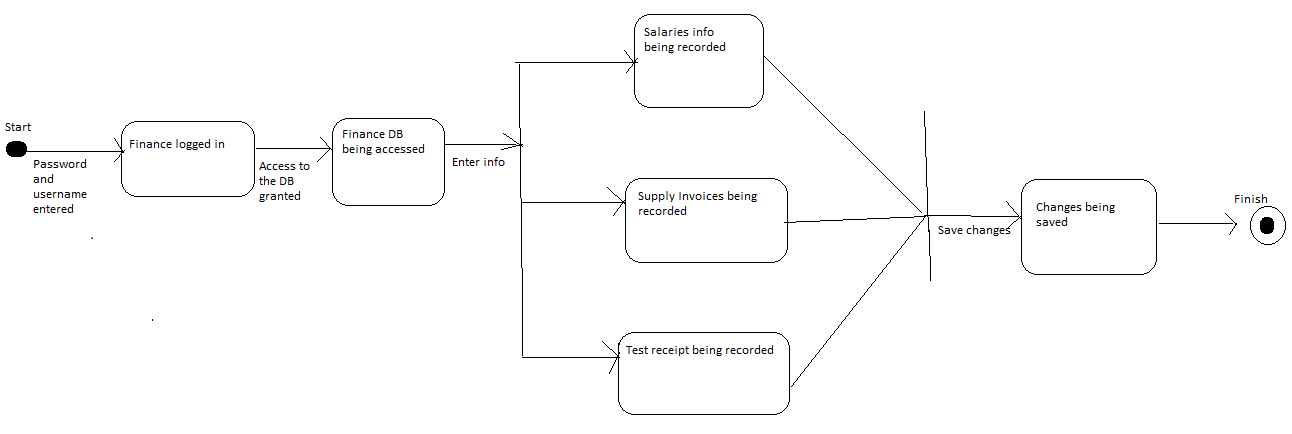 Start
Password
and
username
entered
Finance logged in
Access to
the DB
granted
Finance DB
being accessed
Enter info
Salaries info
being recorded
Supply Invoices being
recorded
Test receipt being recorded
Save changes
Changes being
saved
Finish